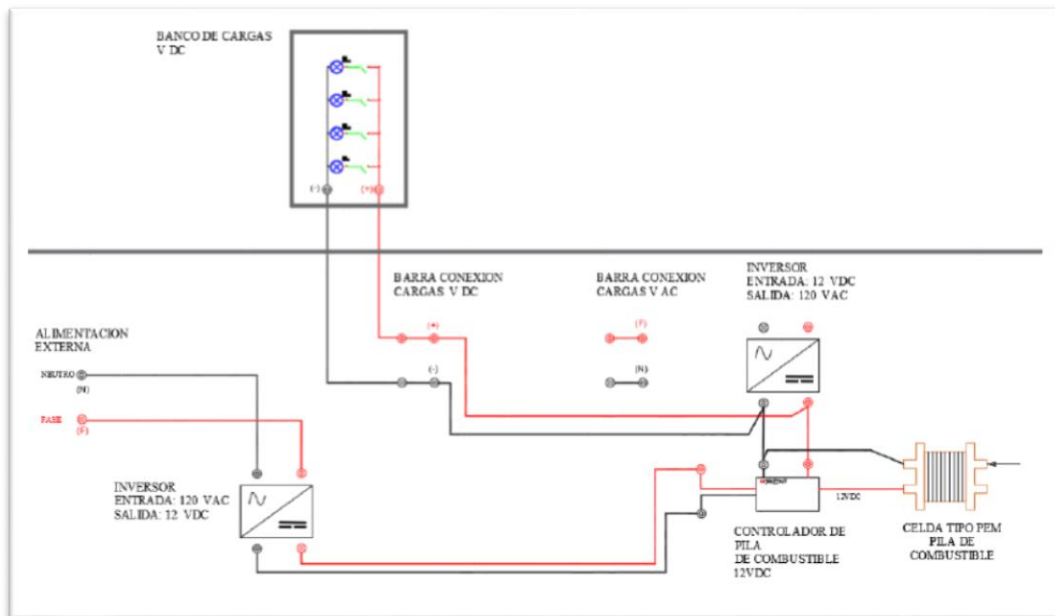 BANCO DE CARGAS
V DC
(-)
(+)
BARRA CONEXION
CARGAS V DC
BARRA CONEXION
CARGAS V AC
INVERSOR
ENTRADA: 12 VDC
SALIDA: 120 VAC
(+)
(F)
ALIMENTACION
EXTERNA
(-)
(N)
NEUTRO
(N)
FASE
(F)
INVERSOR
ENTRADA: 120 VAC
SALIDA: 12 VDC
12VDC
CONTROLADOR DE
PILA
DE COMBUSTIBLE
12VDC
CELDA TIPO PEM
PILA DE
COMBUSTIBLE